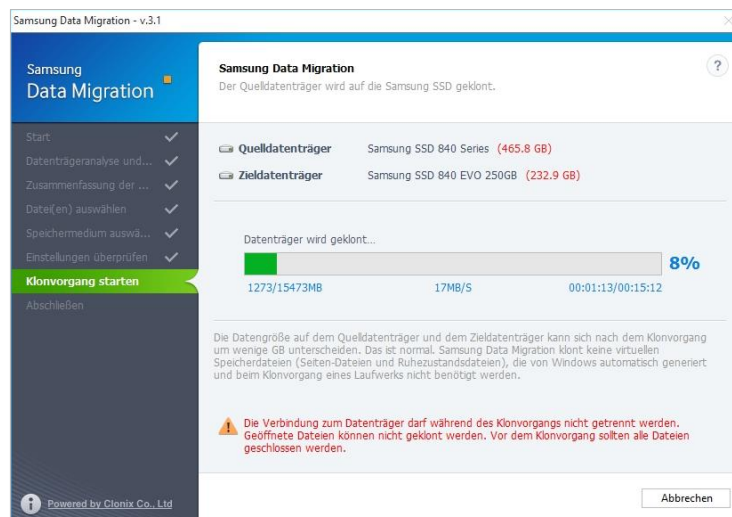 Samsung Data Migration - v.3.1
Samsung
Data Migration
Start
Datenträgeranalyse und...
Zusammenfassung der ...
Datei(en) auswählen
Speichermedium auswä...
Einstellungen überprüfen
Klonvorgang starten
Abschließen
Powered by Clonix Co., Ltd
Samsung Data Migration
Der Quelldatenträger wird auf die Samsung SSD geklont.
?
Quelldatenträger Samsung SSD 840 Series (465.8 GB)
Zieldatenträger Samsung SSD 840 EVO 250GB (232.9 GB)
Datenträger wird geklont...
8%
1273/15473MB 17MB/S 00:01:13/00:15:12
Die Datengröße auf dem Quelldatenträger und dem Zieldatenträger kann sich nach dem Klonvorgang
um wenige GB unterscheiden. Das ist normal. Samsung Data Migration klont keine virtuellen
Speicherdateien (Seiten-Dateien und Ruhezustandsdateien), die von Windows automatisch generiert
und beim Klonvorgang eines Laufwerks nicht benötigt werden.
Die Verbindung zum Datenträger darf während des Klonvorgangs nicht getrennt werden.
Geöffnete Dateien können nicht geklont werden. Vor dem Klonvorgang sollten alle Dateien
geschlossen werden.
Abbrechen